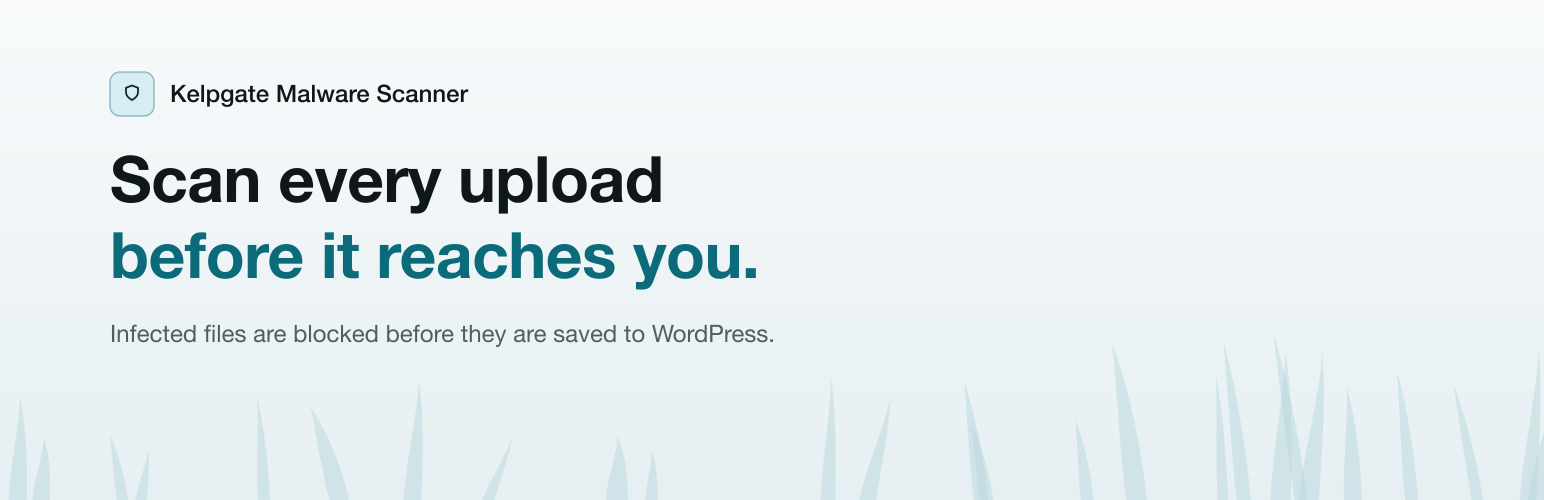 Kelpgate Malware Scanner
Scan every upload
before it reaches you.
Infected files are blocked before they are saved to WordPress.